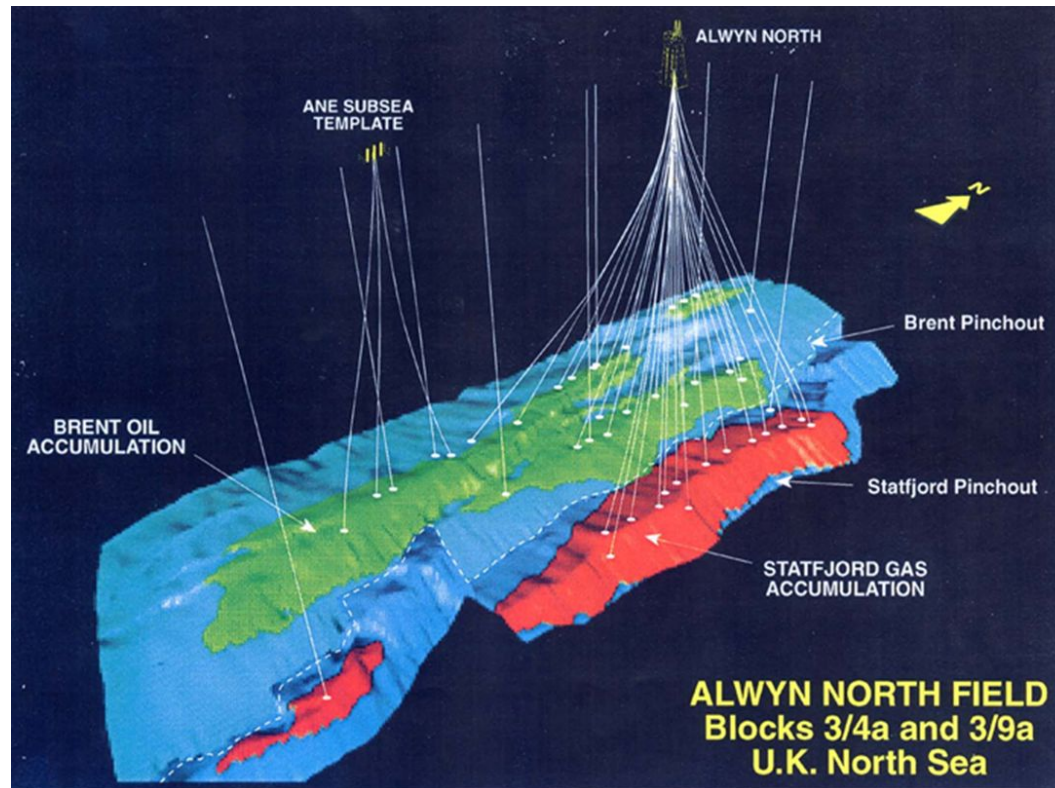 ALWYN NORTH
ANE SUBSEA
TEMPLATE
N
Brent Pinchout
BRENT OIL
ACCUMULATION
Statfjord Pinchout
STATFJORD GAS
ACCUMULATION
ALWYN NORTH FIELD
Blocks 3/4a and 3/9a
U.K. North Sea